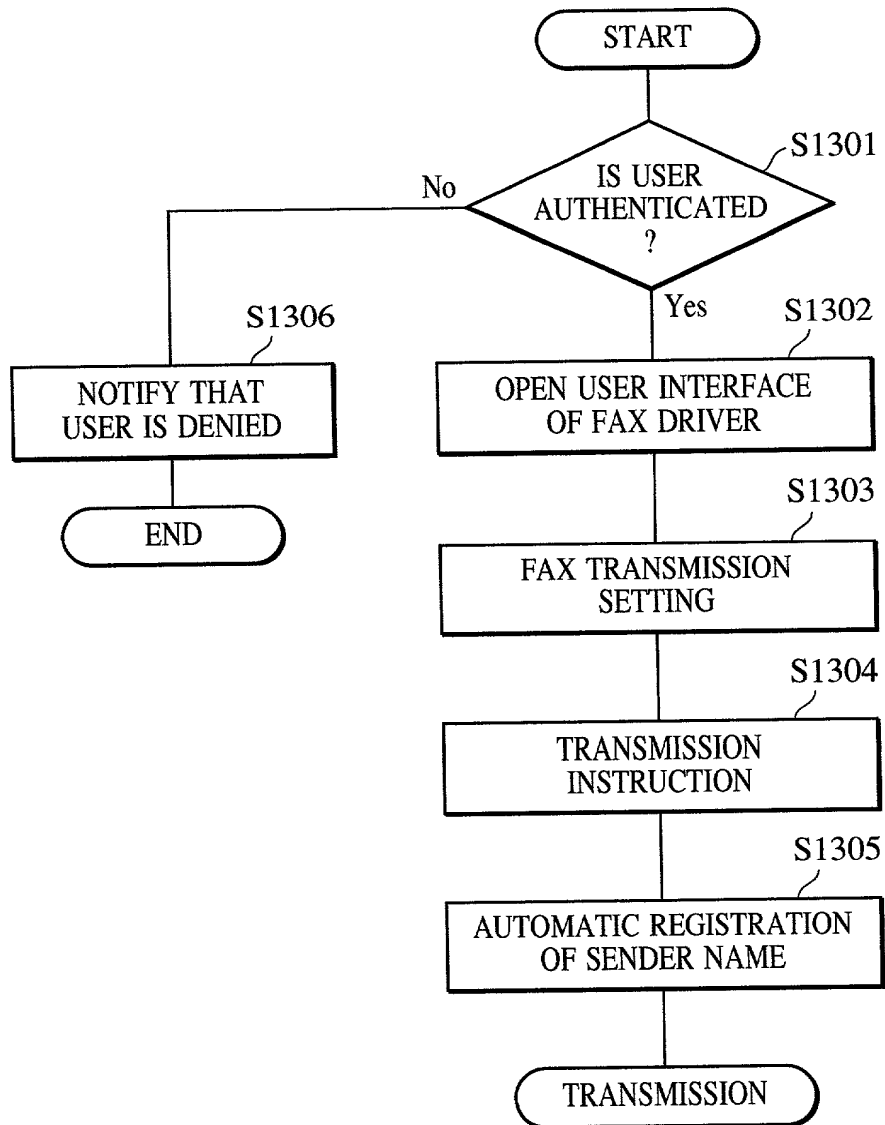 START
S1301
IS USER
AUTHENTICATED
?
No
Yes
S1306
NOTIFY THAT
USER IS DENIED
END
S1302
OPEN USER INTERFACE
OF FAX DRIVER
S1303
FAX TRANSMISSION
SETTING
S1304
TRANSMISSION
INSTRUCTION
S1305
AUTOMATIC REGISTRATION
OF SENDER NAME
TRANSMISSION